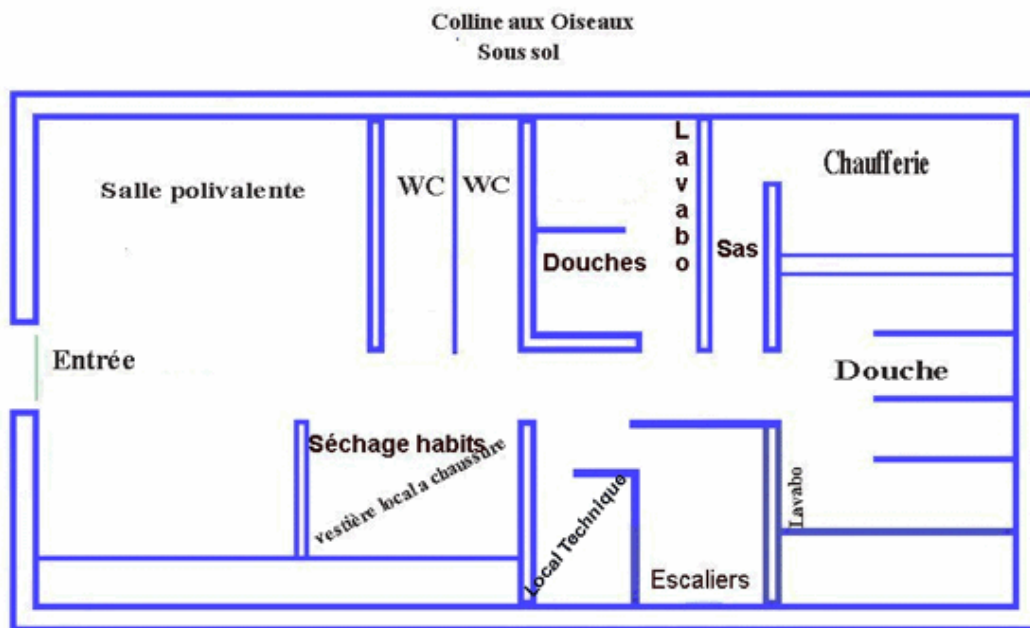 Colline aux Oiseaux
Sous sol
Salle polivalente
WC
WC
Douches
Lavabo
Sas
Chaufferie
Entrée
Douche
Séchage habits
vestière local a chaussure
Local Technique
Escaliers
Lavabo